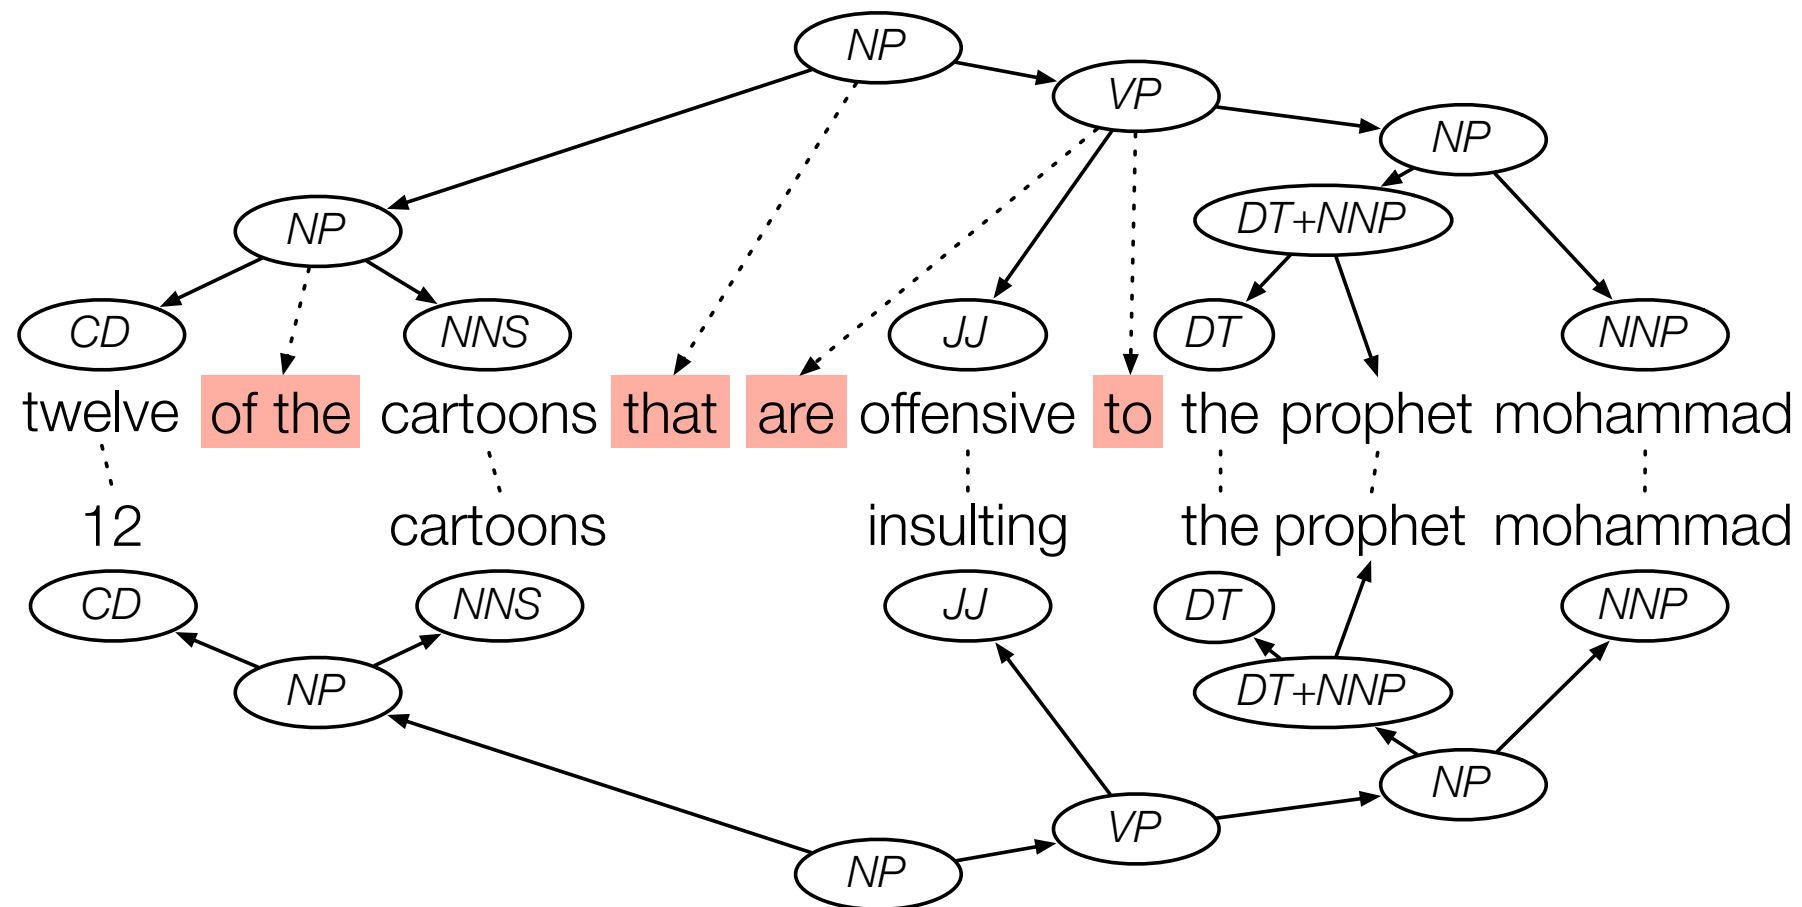 NP
VP
NP
DT+NNP
NP
CD NNS JJ DT NNP
twelve of the cartoons that are offensive to the prophet mohammad
12 cartoons insulting the prophet mohammad
CD NNS JJ DT NNP
NP DT+NNP
NP
VP
NP